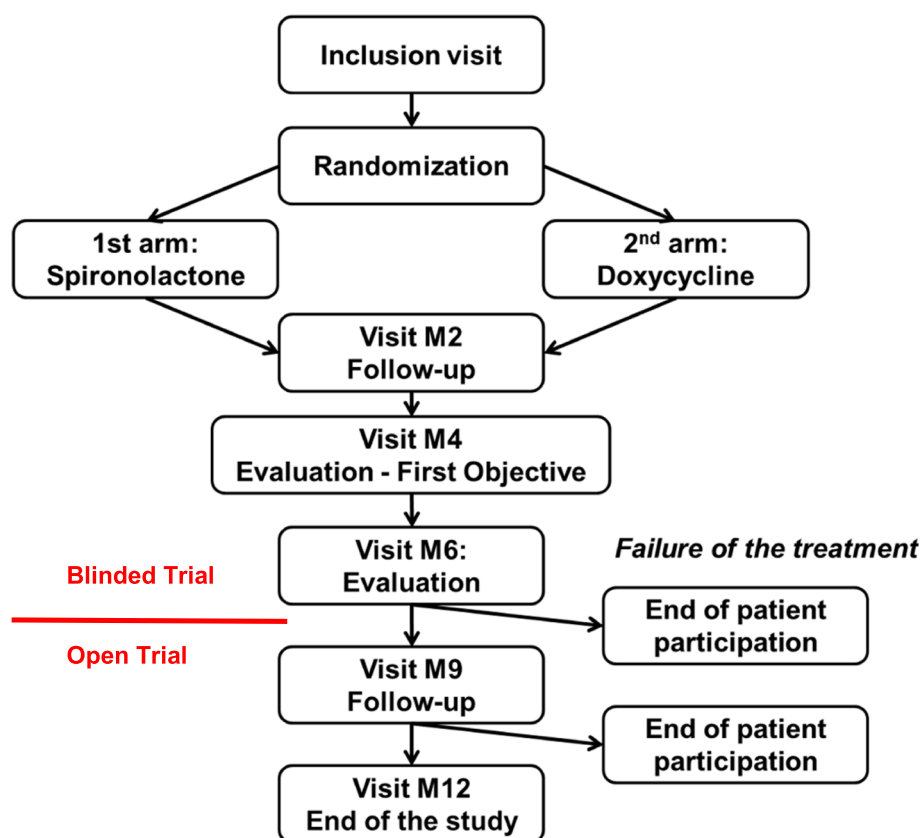 Inclusion visit
Randomization
1st arm:
Spironolactone
2nd arm:
Doxycycline
Visit M2
Follow-up
Visit M4
Evaluation - First Objective
Visit M6:
Evaluation
Failure of the treatment
Blinded Trial
End of patient
participation
Open Trial
Visit M9
Follow-up
End of patient
participation
Visit M12
End of the study